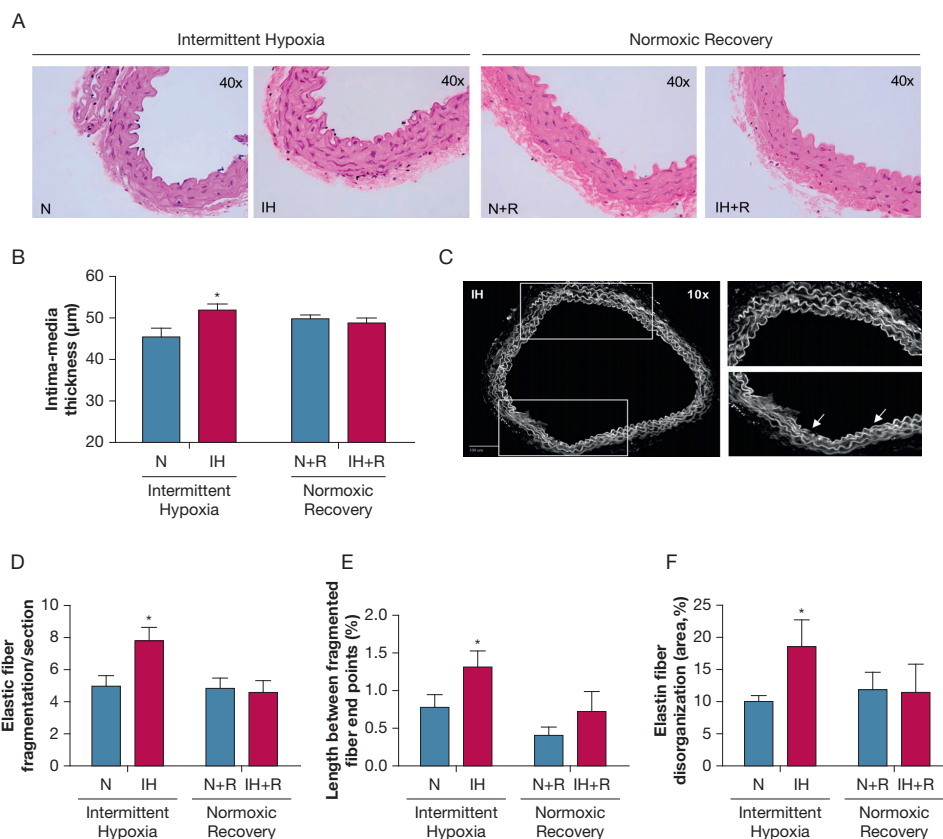 A
Intermittent Hypoxia
Normoxic Recovery
40x
40x
40x
40x
N
IH
N+R
IH+R
B
Intima-media
thickness (μm)
60
50
40
30
20
*
N
IH
N+R
IH+R
Intermittent
Hypoxia
Normoxic
Recovery
C
IH
10x
D
Elastic fiber
fragmentation/section
10
8
6
4
2
0
*
N
IH
N+R
IH+R
Intermittent
Hypoxia
Normoxic
Recovery
E
Length between fragmented
fiber end points (%)
2.0
1.5
1.0
0.5
0.0
*
N
IH
N+R
IH+R
Intermittent
Hypoxia
Normoxic
Recovery
F
Elastin fiber
disorganization (area,%)
25
20
15
10
5
0
*
N
IH
N+R
IH+R
Intermittent
Hypoxia
Normoxic
Recovery